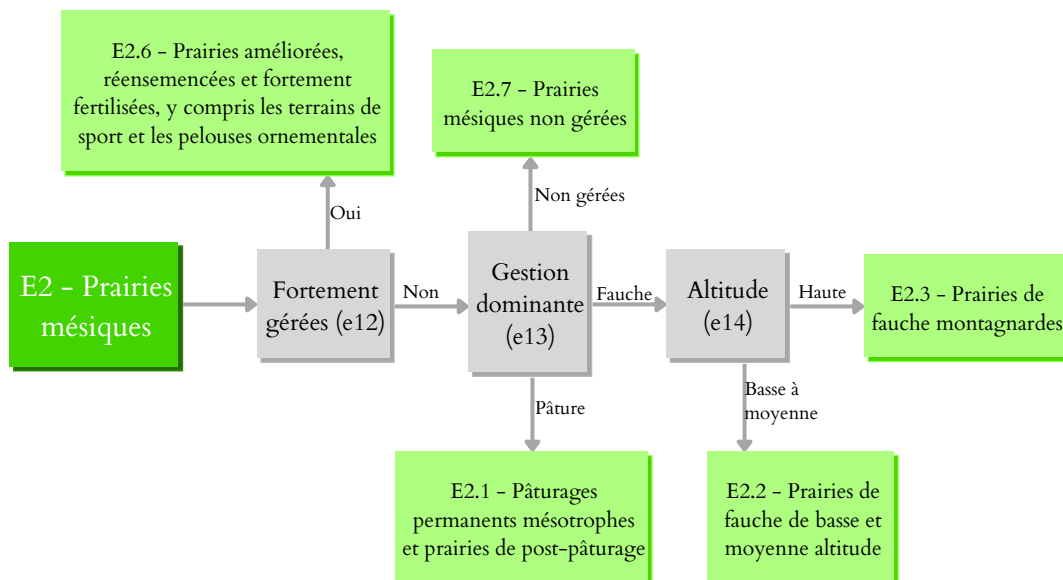 E2.6 - Prairies améliorées,
réensemencées et fortement
fertilisées, y compris les terrains de
sport et les pelouses ornementales
E2.7 - Prairies
mésiques non gérées
Oui
Non gérées
E2 - Prairies
mésiques
Fortement
gérées (e12)
Non
Gestion
dominante
(e13)
Fauche
Altitude
(e14)
Haute
E2.3 - Prairies de
fauche montagnardes
Pâture
Basse à
moyenne
E2.1 - Pâturages
permanents mésotrophes
et prairies de post-pâturage
E2.2 - Prairies de
fauche de basse et
moyenne altitude